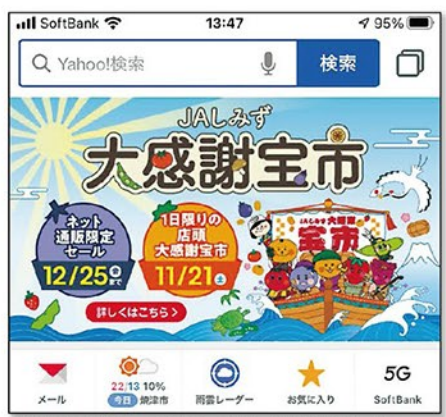 SoftBank 13:47 95%
Yahoo!検索 検索
JAしみず
大感謝宝市
ネット
通販限定
セール
12/25金まで
1日限りの
店頭
大感謝宝市
11/21土
JAしみず大感謝
宝市
詳しくはこちら
メール
22/13 10%
今日 焼津市
雨雲レーダー
お気に入り
5G
SoftBank